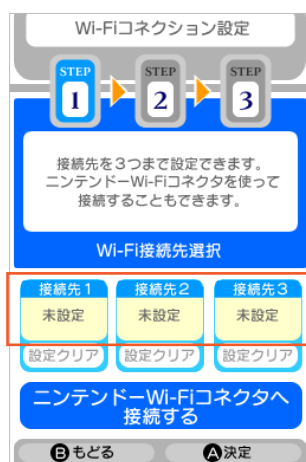 Wi-Fiコネクション設定
STEP 1 STEP 2 STEP 3
接続先を3つまで設定できます。
ニンテンドーWi-Fiコネクタを使って
接続することもできます。
Wi-Fi接続先選択
接続先1 接続先2 接続先3
未設定 未設定 未設定
設定クリア 設定クリア 設定クリア
ニンテンドーWi-Fiコネクタへ
接続する
Bもどる A決定